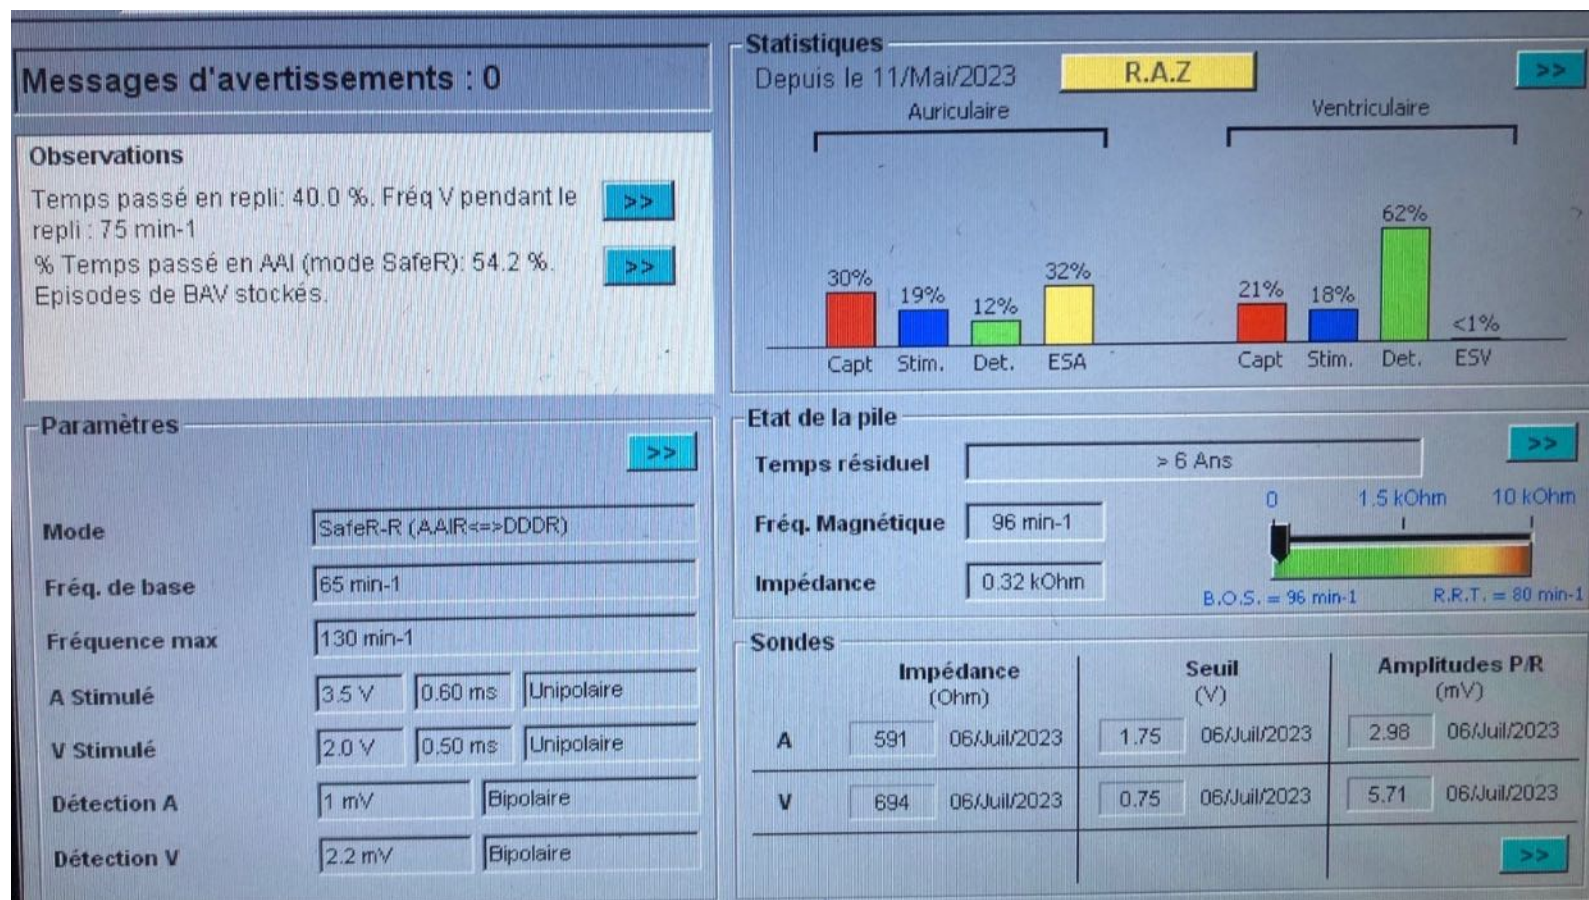 Messages d'avertissements : 0
Observations
Temps passé en repli: 40.0 %. Fréq V pendant le
repli : 75 min-1
>>
% Temps passé en AAI (mode SafeR): 54.2 %.
Episodes de BAV stockés.
>>
Statistiques
Depuis le 11/Mai/2023
R.A.Z
>>
Auriculaire
Ventriculaire
30%
19%
12%
32%
21%
18%
62%
<1%
Capt
Stim.
Det.
ESA
Capt
Stim.
Det.
ESV
Paramètres
>>
Mode
SafeR-R (AAIR<=>DDDR)
Fréq. de base
65 min-1
Fréquence max
130 min-1
A Stimulé
3.5 V
0.60 ms
Unipolaire
V Stimulé
2.0 V
0.50 ms
Unipolaire
Détection A
1 mV
Bipolaire
Détection V
2.2 mV
Bipolaire
Etat de la pile
>>
Temps résiduel
> 6 Ans
Fréq. Magnétique
96 min-1
Impédance
0.32 kOhm
0
1.5 kOhm
10 kOhm
B.O.S. = 96 min-1
R.R.T. = 80 min-1
Sondes
Impédance
(Ohm)
Seuil
(V)
Amplitudes P/R
(mV)
A
591
06/Juil/2023
1.75
06/Juil/2023
2.98
06/Juil/2023
V
694
06/Juil/2023
0.75
06/Juil/2023
5.71
06/Juil/2023
>>